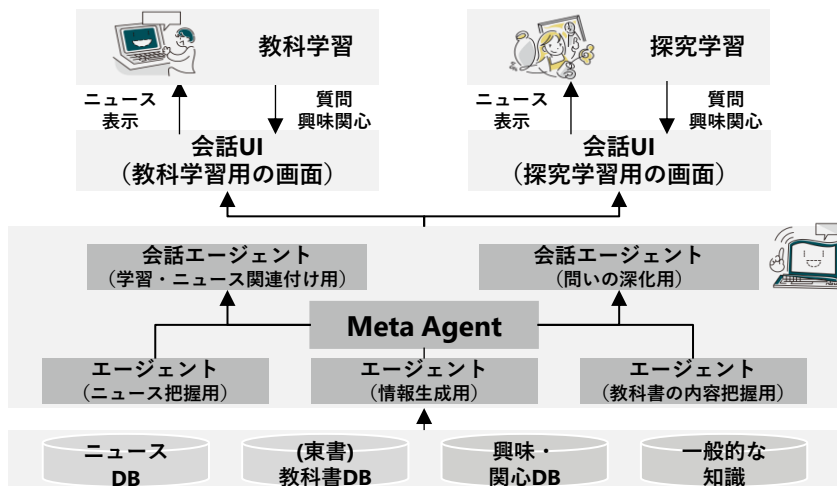 教科学習
探究学習
ニュース
表示
質問
興味関心
ニュース
表示
質問
興味関心
会話UI
（教科学習用の画面）
会話UI
（探究学習用の画面）
会話エージェント
（学習・ニュース関連付け用）
会話エージェント
（問いの深化用）
Meta Agent
エージェント
（ニュース把握用）
エージェント
（情報生成用）
エージェント
（教科書の内容把握用）
ニュース
DB
(東書)
教科書DB
興味・
関心DB
一般的な
知識